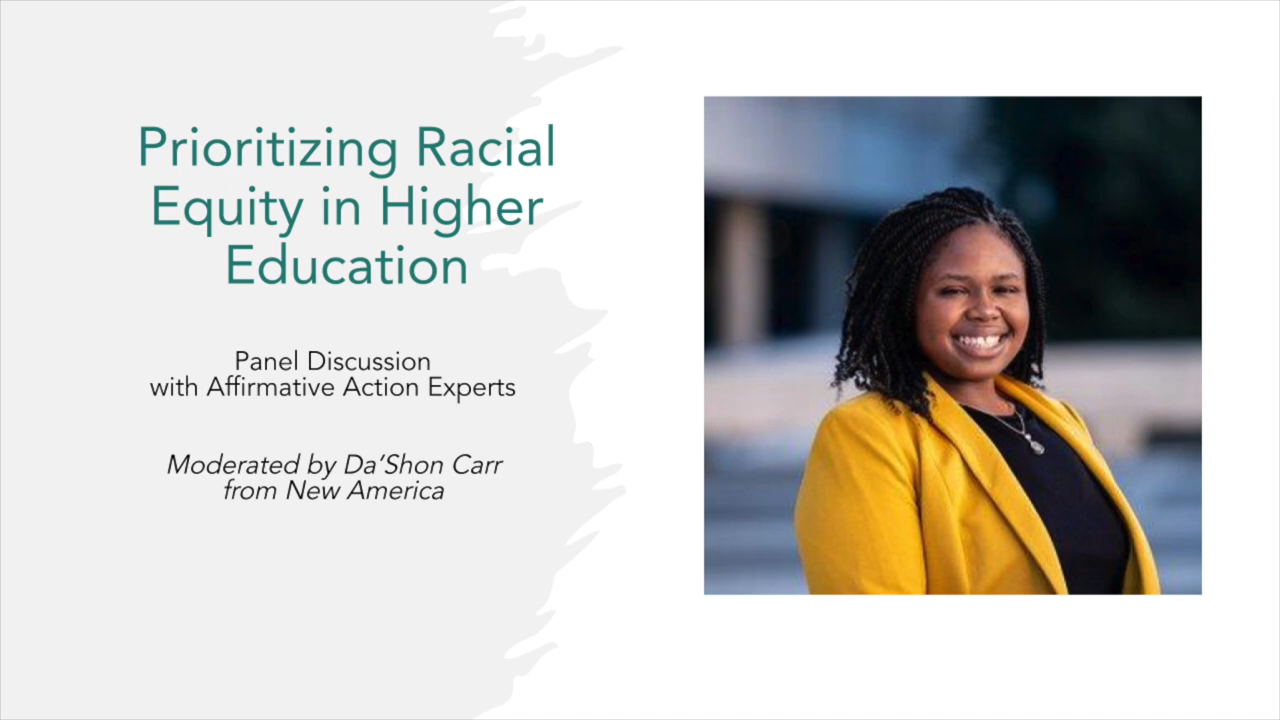 Prioritizing Racial
Equity in Higher
Education
Panel Discussion
with Affirmative Action Experts
Moderated by Da’Shon Carr
from New America